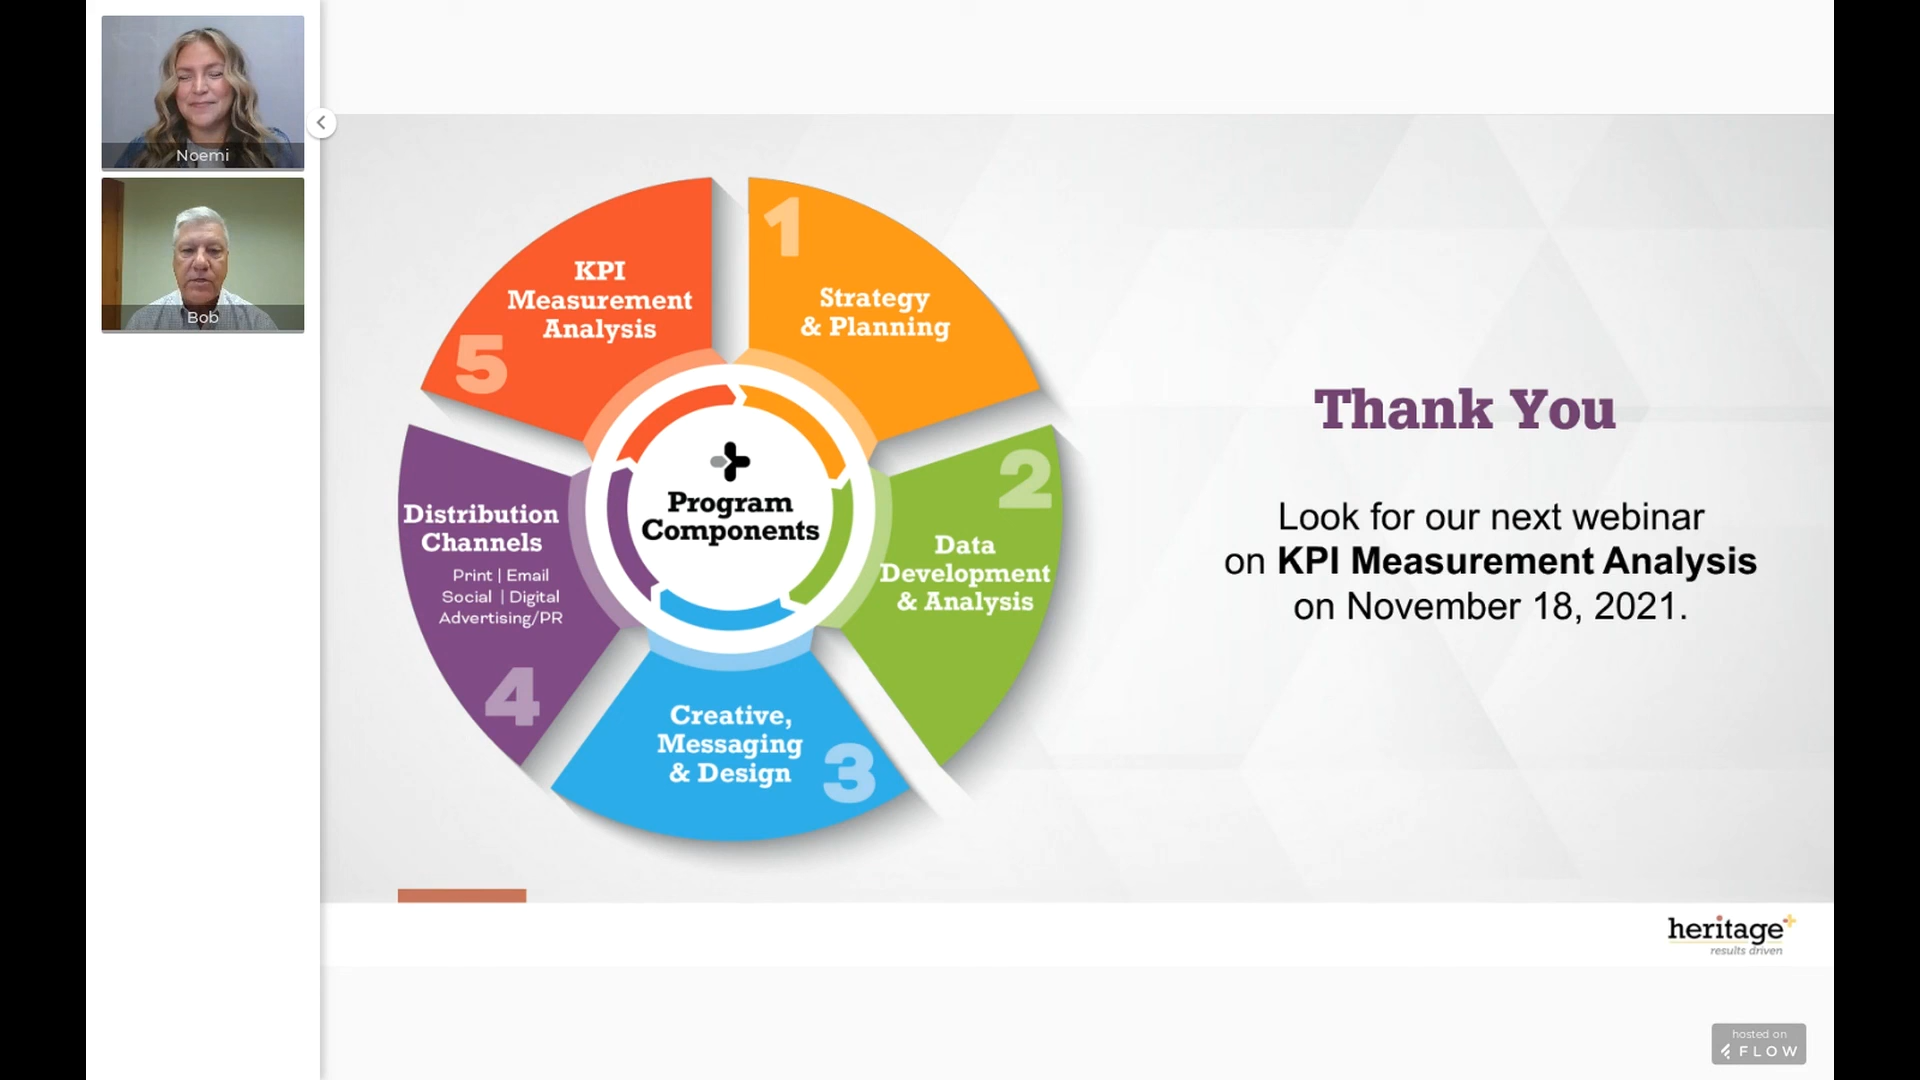 Noemi
Bob
1
Strategy
& Planning
2
Data
Development
& Analysis
3
Creative,
Messaging
& Design
4
Distribution
Channels
Print | Email
Social | Digital
Advertising/PR
5
KPI
Measurement
Analysis
Program
Components
Thank You
Look for our next webinar
on KPI Measurement Analysis
on November 18, 2021.
heritage+
results driven
hosted on
FLOW